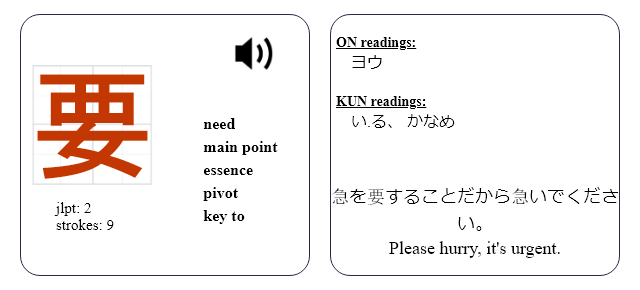 要
need
main point
essence
pivot
key to
jlpt: 2
strokes: 9
ON readings:
ヨウ
KUN readings:
い.る、 かなめ
急を要することだから急いでくださ
い。
Please hurry, it's urgent.